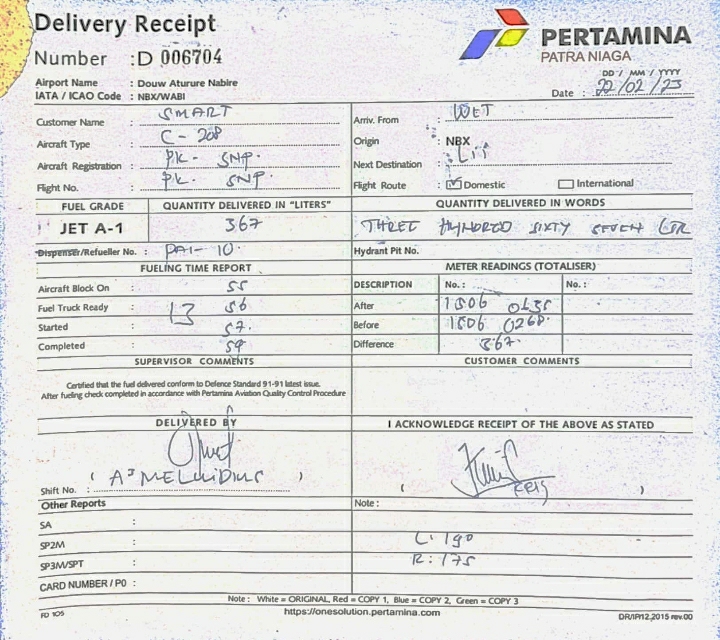 Delivery Receipt
PERTAMINA
PATRA NIAGA
Number : D 006704
Airport Name : Douw Aturure Nabire
IATA / ICAO Code : NBX/WABI
DD / MM / YYYY
Date : 22/02/23
Customer Name : SMART
Arriv. From : WET
Aircraft Type : C - 208
Origin : NBX
Aircraft Registration : PK - SNP.
Next Destination : LII
Flight No. : PK - SNP.
Flight Route : Domestic International
FUEL GRADE QUANTITY DELIVERED IN "LITERS" QUANTITY DELIVERED IN WORDS
JET A-1 367 THREE HUNDRED SIXTY SEVEN LTR
Dispenser/Refueller No. : PAI - 10.
Hydrant Pit No.
FUELING TIME REPORT
METER READINGS (TOTALISER)
Aircraft Block On : 55
DESCRIPTION No. : No. :
Fuel Truck Ready : 13 56
After 1506 0635
Started : 57.
Before 1506 0268.
Completed : 59
Difference 367.
SUPERVISOR COMMENTS
CUSTOMER COMMENTS
Certified that the fuel delivered conform to Defence Standard 91-91 latest issue.
After fueling check completed in accordance with Pertamina Aviation Quality Control Procedure
DELIVERED BY
I ACKNOWLEDGE RECEIPT OF THE ABOVE AS STATED
Shift No. :
Other Reports
Note :
SA :
SP2M :
L : 190
SP3M/SPT :
R : 175
CARD NUMBER / P0 :
Note : White = ORIGINAL, Red = COPY 1, Blue = COPY 2, Green = COPY 3
https://onesolution.pertamina.com
FD 105
DR/IP/12,2015 rev.00